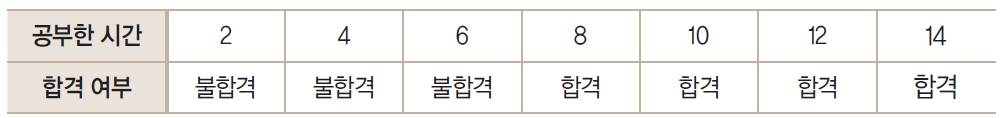 공부한 시간 2 4 6 8 10 12 14
합격 여부 불합격 불합격 불합격 합격 합격 합격 합격